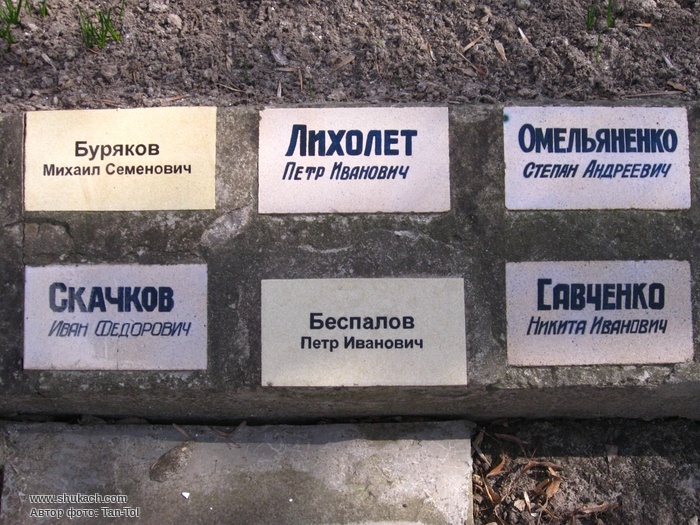 Буряков
Михаил Семенович
Лихолет
Петр Иванович
Омельяненко
Степан Андреевич
Скачков
Иван Федорович
Беспалов
Петр Иванович
Савченко
Никита Иванович
www.shukach.com
Автор фото: Tan-Tol